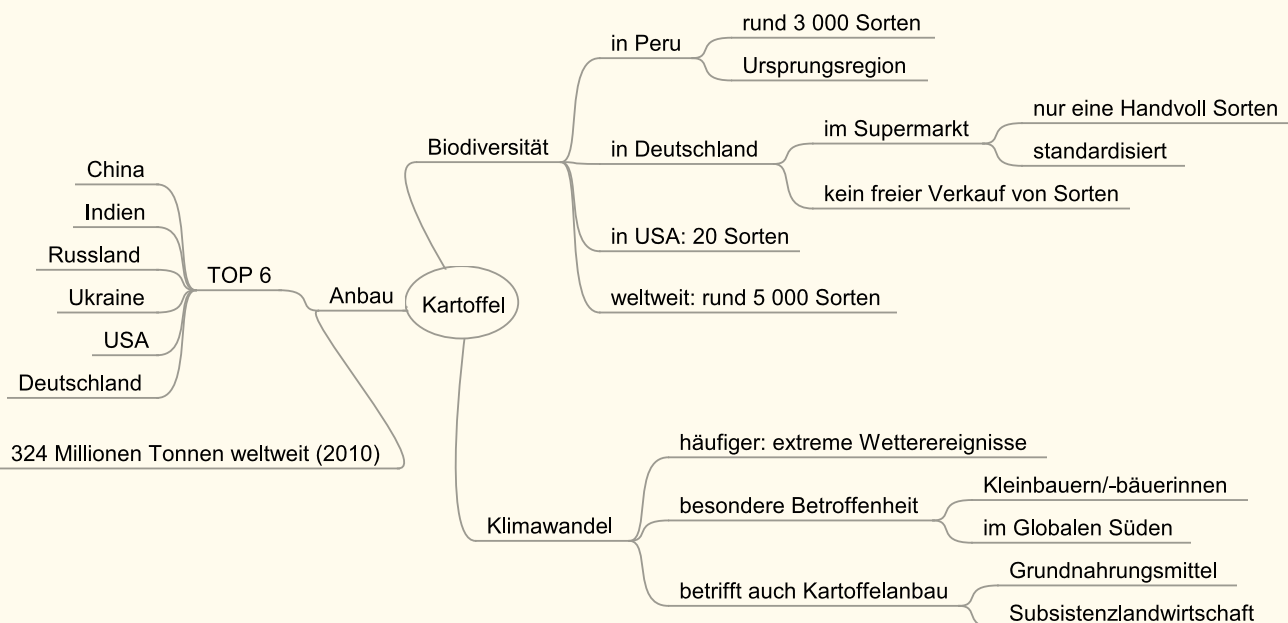 Kartoffel
Biodiversität
in Peru
rund 3 000 Sorten
Ursprungsregion
in Deutschland
im Supermarkt
nur eine Handvoll Sorten
standardisiert
kein freier Verkauf von Sorten
in USA: 20 Sorten
weltweit: rund 5 000 Sorten
Klimawandel
häufiger: extreme Wetterereignisse
besondere Betroffenheit
Kleinbauern/-bäuerinnen
im Globalen Süden
betrifft auch Kartoffelanbau
Grundnahrungsmittel
Subsistenzlandwirtschaft
Anbau
TOP 6
China
Indien
Russland
Ukraine
USA
Deutschland
324 Millionen Tonnen weltweit (2010)